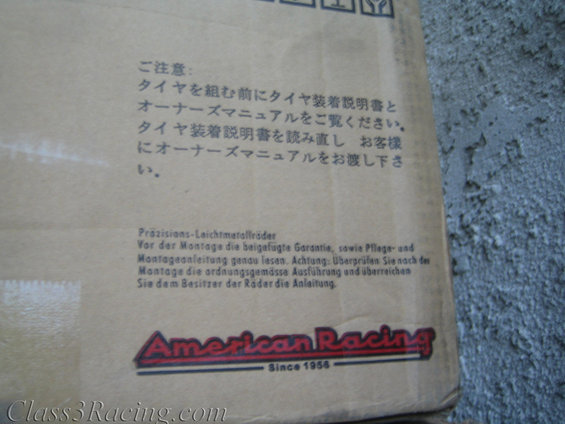 ご注意:
タイヤを組む前にタイヤ装着説明書と
オーナーズマニュアルをご覧ください。
タイヤ装着説明書を読み直し お客様
にオーナーズマニュアルをお渡し下さ
い。
Präzisions-Leichtmetallräder
Vor der Montage die beigefügte Garantie, sowie Pflege- und
Montageanleitung genau lesen. Achtung: Überprüfen Sie nach der
Montage die ordnungsgemässe Ausführung und überreichen
Sie dem Besitzer der Räder die Anleitung.
American Racing
Since 1956
Class3Racing.com